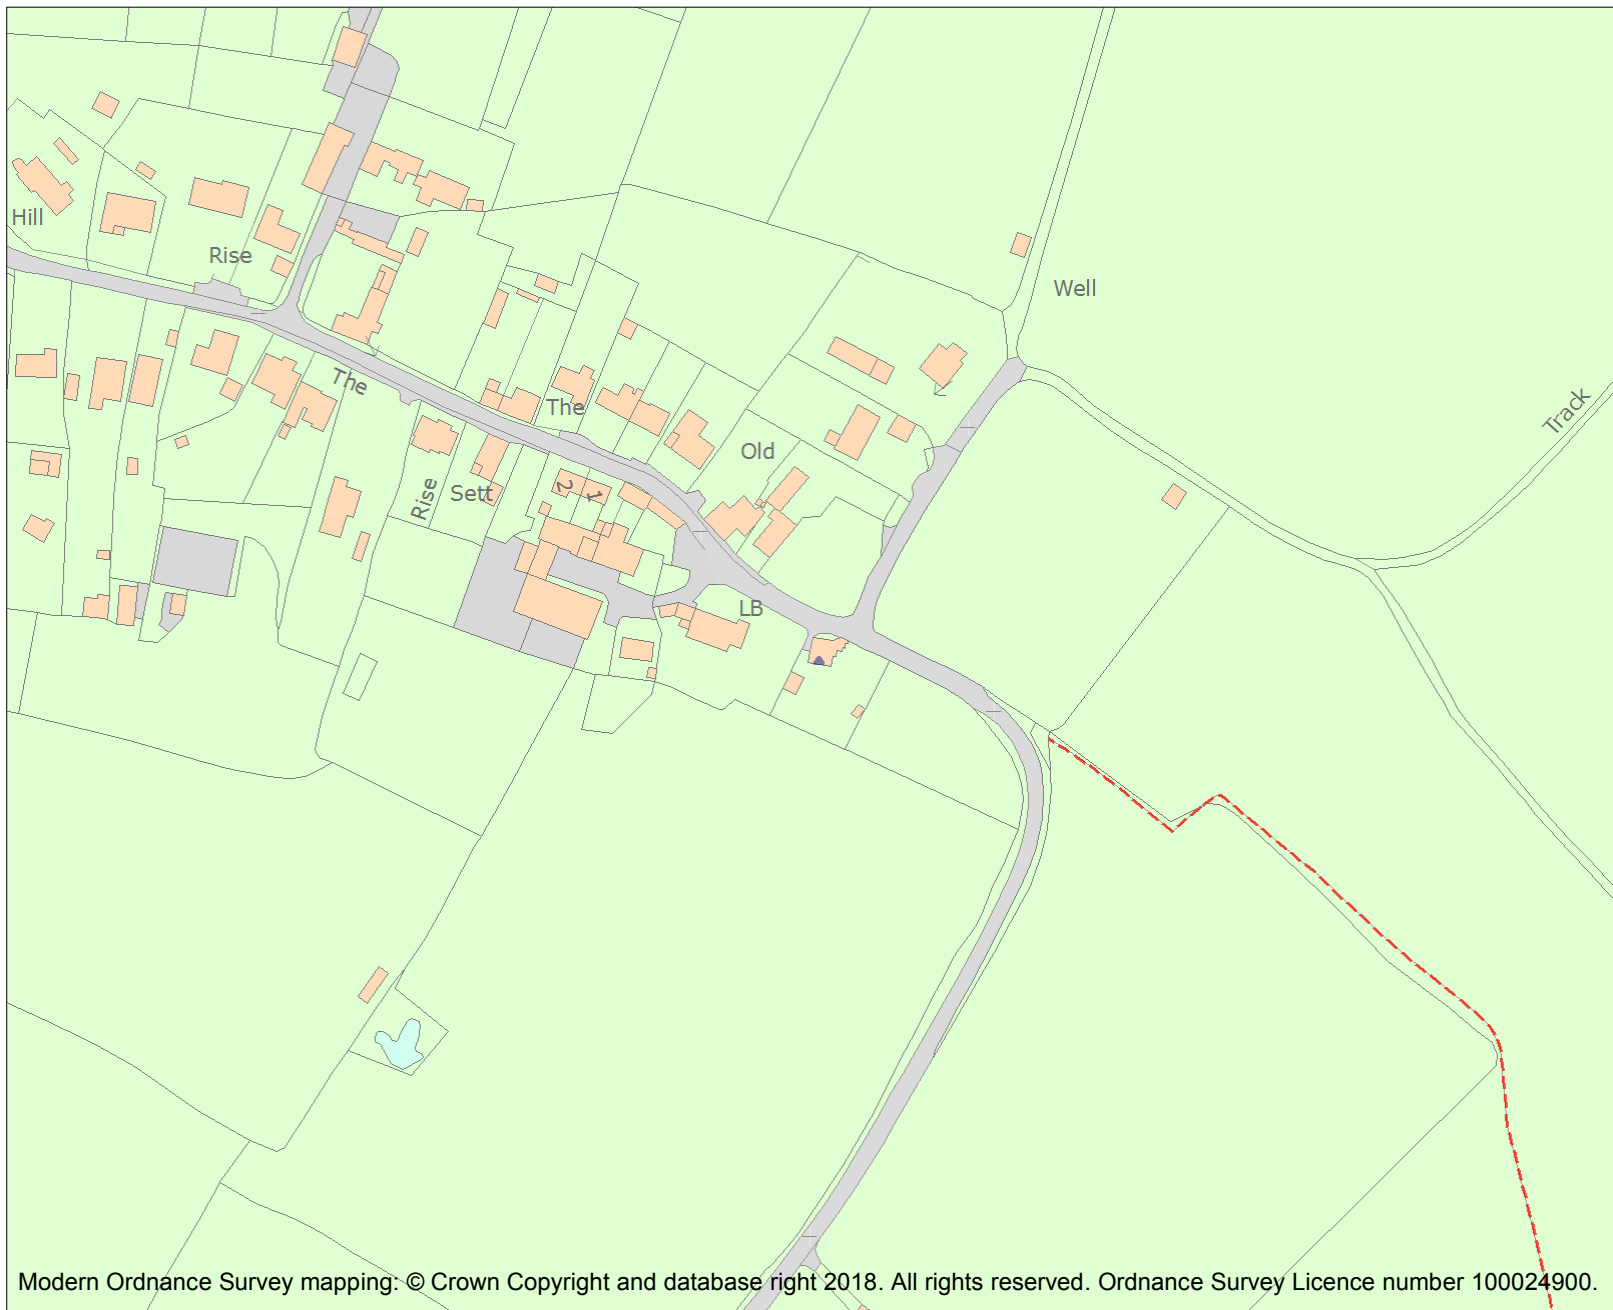 Hill
Rise
Well
The
The
Track
Old
Rise
Sett
2
1
LB
Modern Ordnance Survey mapping: © Crown Copyright and database right 2018. All rights reserved. Ordnance Survey Licence number 100024900.